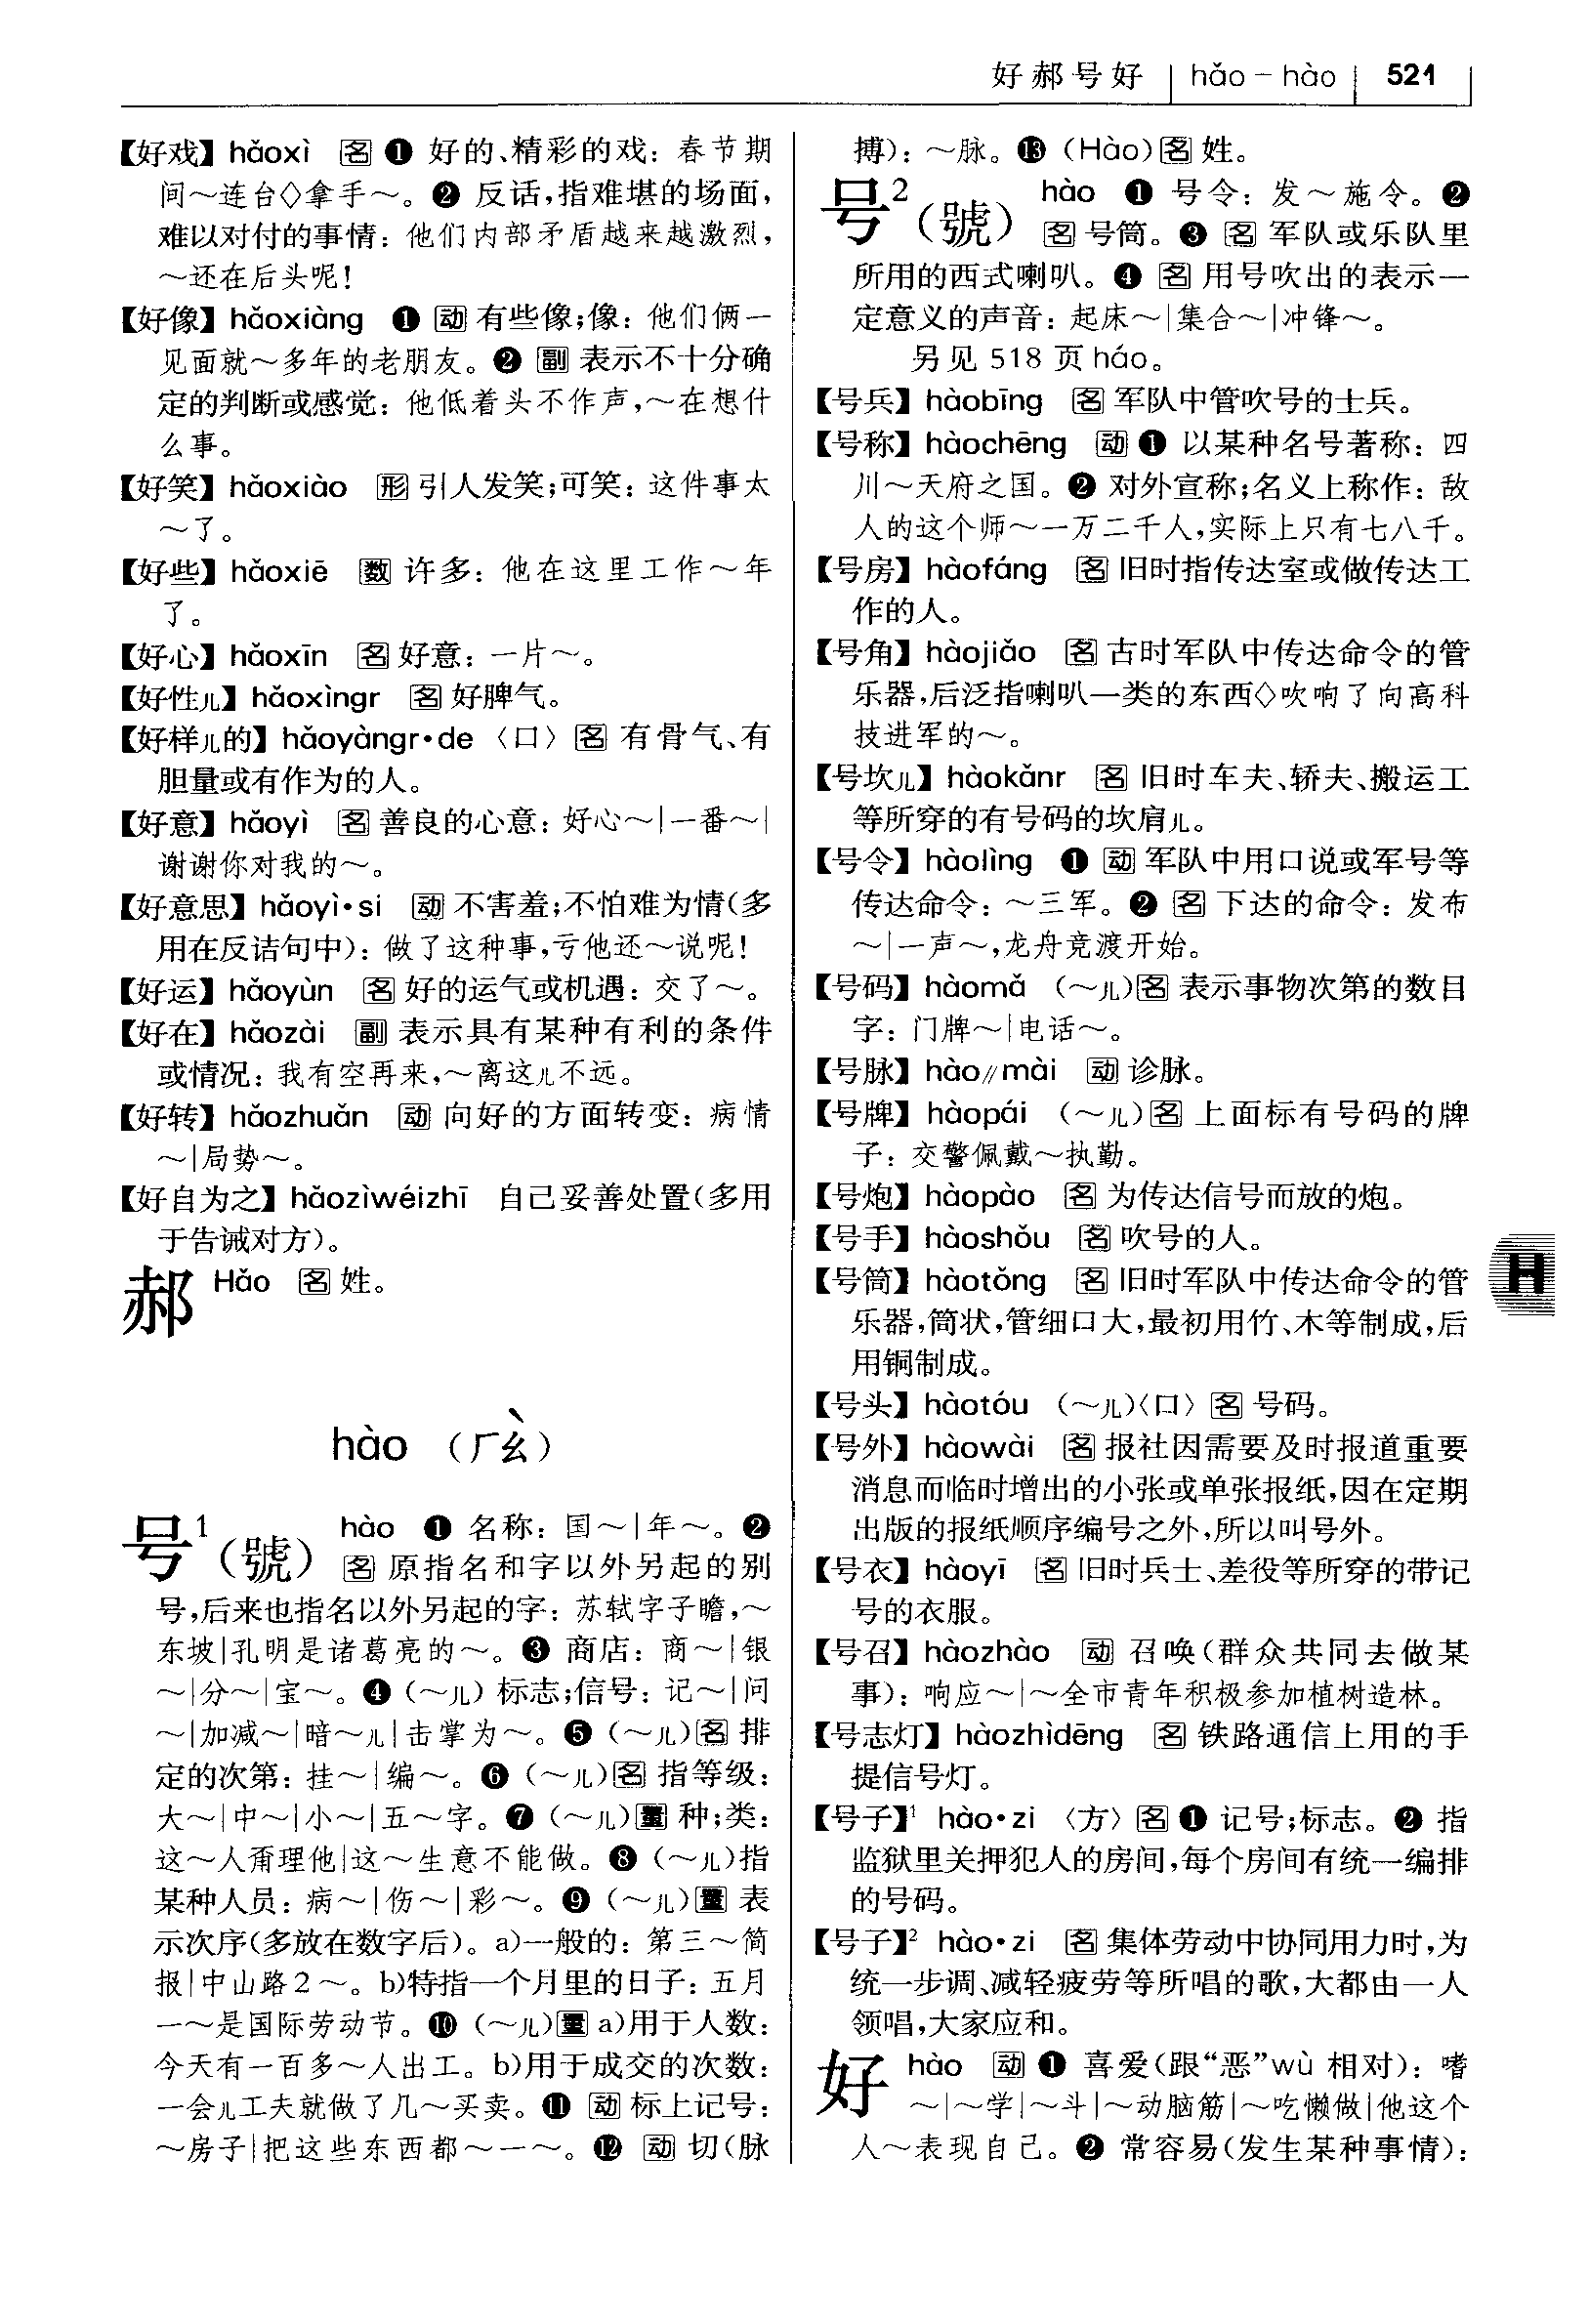 好郝号好 hǎo-hào 521
【好戏】hǎoxì 名❶ 好的、精彩的戏：春节期
间～连台◇拿手～。❷ 反话，指难堪的场面，
难以对付的事情：他们内部矛盾越来越激烈，
～还在后头呢！
【好像】hǎoxiàng ❶ 动 有些像；像：他们俩一
见面就～多年的老朋友。❷ 副 表示不十分确
定的判断或感觉：他低着头不作声，～在想什
么事。
【好笑】hǎoxiào 形 引人发笑；可笑：这件事太
～了。
【好些】hǎoxiē 数 许多：他在这里工作～年
了。
【好心】hǎoxīn 名 好意：一片～。
【好性儿】hǎoxìngr 名 好脾气。
【好样儿的】hǎoyàngr•de〈口〉名 有骨气、有
胆量或有作为的人。
【好意】hǎoyì 名 善良的心意：好心～|一番～|
谢谢你对我的～。
【好意思】hǎoyì•si 动 不害羞；不怕难为情（多
用在反诘句中）：做了这种事，亏他还～说呢！
【好运】hǎoyùn 名 好的运气或机遇：交了～。
【好在】hǎozài 副 表示具有某种有利的条件
或情况：我有空再来，～离这儿不远。
【好转】hǎozhuǎn 动 向好的方面转变：病情
～|局势～。
【好自为之】hǎozìwéizhī 自己妥善处置（多用
于告诫对方）。
郝 Hǎo 名 姓。
hào （ㄏㄠˋ）
号¹（號） hào ❶ 名称：国～|年～。❷
名 原指名和字以外另起的别
号，后来也指名以外另起的字：苏轼字子瞻，～
东坡|孔明是诸葛亮的～。❸ 商店：商～|银
～|分～|宝～。❹（～儿）标志；信号：记～|问
～|加减～|暗～儿|击掌为～。❺（～儿）名 排
定的次第：挂～|编～。❻（～儿）名 指等级：
大～|中～|小～|五～字。❼（～儿）量 种；类：
这～人甭理他|这～生意不能做。❽（～儿）指
某种人员：病～|伤～|彩～。❾（～儿）量 表
示次序（多放在数字后）。a)一般的：第三～简
报|中山路2～。b)特指一个月里的日子：五月
一～是国际劳动节。❿（～儿）量 a)用于人数：
今天有一百多～人出工。b)用于成交的次数：
一会儿工夫就做了几～买卖。⓫ 动 标上记号：
～房子|把这些东西都～一～。⓬ 动 切（脉
搏）：～脉。⓭（Hào）名 姓。
号²（號） hào ❶ 号令：发～施令。❷
名 号筒。❸ 名 军队或乐队里
所用的西式喇叭。❹ 名 用号吹出的表示一
定意义的声音：起床～|集合～|冲锋～。
另见 518 页 háo。
【号兵】hàobīng 名 军队中管吹号的士兵。
【号称】hàochēng 动❶ 以某种名号著称：四
川～天府之国。❷ 对外宣称；名义上称作：敌
人的这个师～一万二千人，实际上只有七八千。
【号房】hàofáng 名 旧时指传达室或做传达工
作的人。
【号角】hàojiǎo 名 古时军队中传达命令的管
乐器，后泛指喇叭一类的东西◇吹响了向高科
技进军的～。
【号坎儿】hàokǎnr 名 旧时车夫、轿夫、搬运工
等所穿的有号码的坎肩儿。
【号令】hàolìng ❶ 动 军队中用口说或军号等
传达命令：～三军。❷ 名 下达的命令：发布
～|一声～，龙舟竞渡开始。
【号码】hàomǎ （～儿）名 表示事物次第的数目
字：门牌～|电话～。
【号脉】hào//mài 动 诊脉。
【号牌】hàopái （～儿）名 上面标有号码的牌
子：交警佩戴～执勤。
【号炮】hàopào 名 为传达信号而放的炮。
【号手】hàoshǒu 名 吹号的人。
【号筒】hàotǒng 名 旧时军队中传达命令的管
乐器，筒状，管细口大，最初用竹、木等制成，后
用铜制成。
【号头】hàotóu （～儿）〈口〉名 号码。
【号外】hàowài 名 报社因需要及时报道重要
消息而临时增出的小张或单张报纸，因在定期
出版的报纸顺序编号之外，所以叫号外。
【号衣】hàoyī 名 旧时兵士、差役等所穿的带记
号的衣服。
【号召】hàozhào 动 召唤（群众共同去做某
事）：响应～|～全市青年积极参加植树造林。
【号志灯】hàozhìdēng 名 铁路通信上用的手
提信号灯。
【号子】¹ hào•zi〈方〉名❶ 记号；标志。❷ 指
监狱里关押犯人的房间，每个房间有统一编排
的号码。
【号子】² hào•zi 名 集体劳动中协同用力时，为
统一步调、减轻疲劳等所唱的歌，大都由一人
领唱，大家应和。
好 hào 动❶ 喜爱（跟“恶”wù 相对）：嗜
～|～学|～斗|～动脑筋|～吃懒做|他这个
人～表现自己。❷ 常容易（发生某种事情）：
H